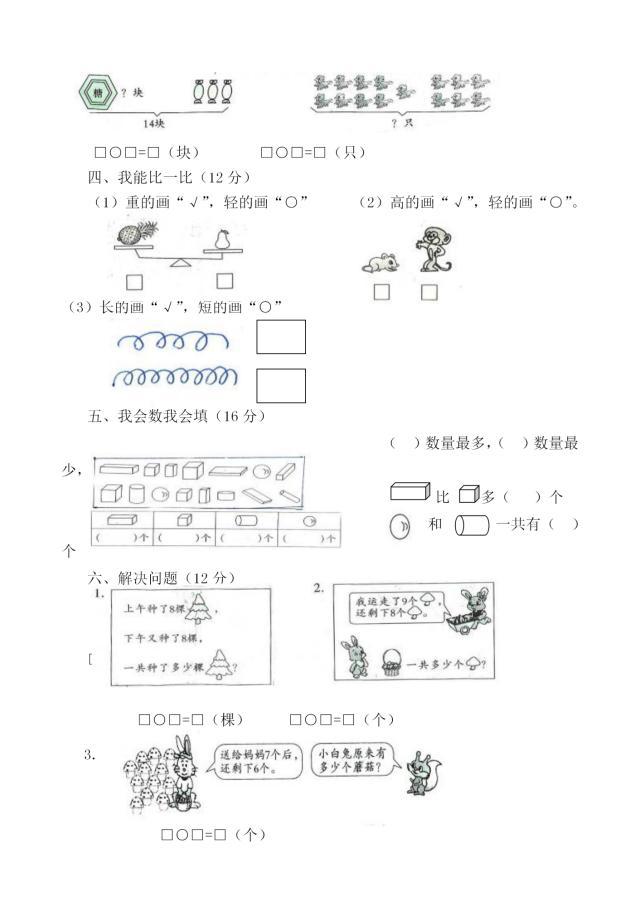 糖 ?块
14块
?只
□○□=□（块） □○□=□（只）
四、我能比一比（12 分）
（1）重的画“√”，轻的画“○” （2）高的画“√”，轻的画“○”。
（3）长的画“√”，短的画“○”
五、我会数我会填（16 分）
（ ）数量最多，（ ）数量最
少，
比 多（ ）个
（ ）个 （ ）个 （ ）个 （ ）个
和 一共有（ ）
个
六、解决问题（12 分）
1. 上午种了8棵 ，
下午又种了8棵，
[
一共种了多少棵 ?
2. 我运走了9个 ，
还剩下8个 。
一共多少个 ?
□○□=□（棵） □○□=□（个）
3. 送给妈妈7个后，
还剩下6个。
小白兔原来有
多少个蘑菇?
□○□=□（个）